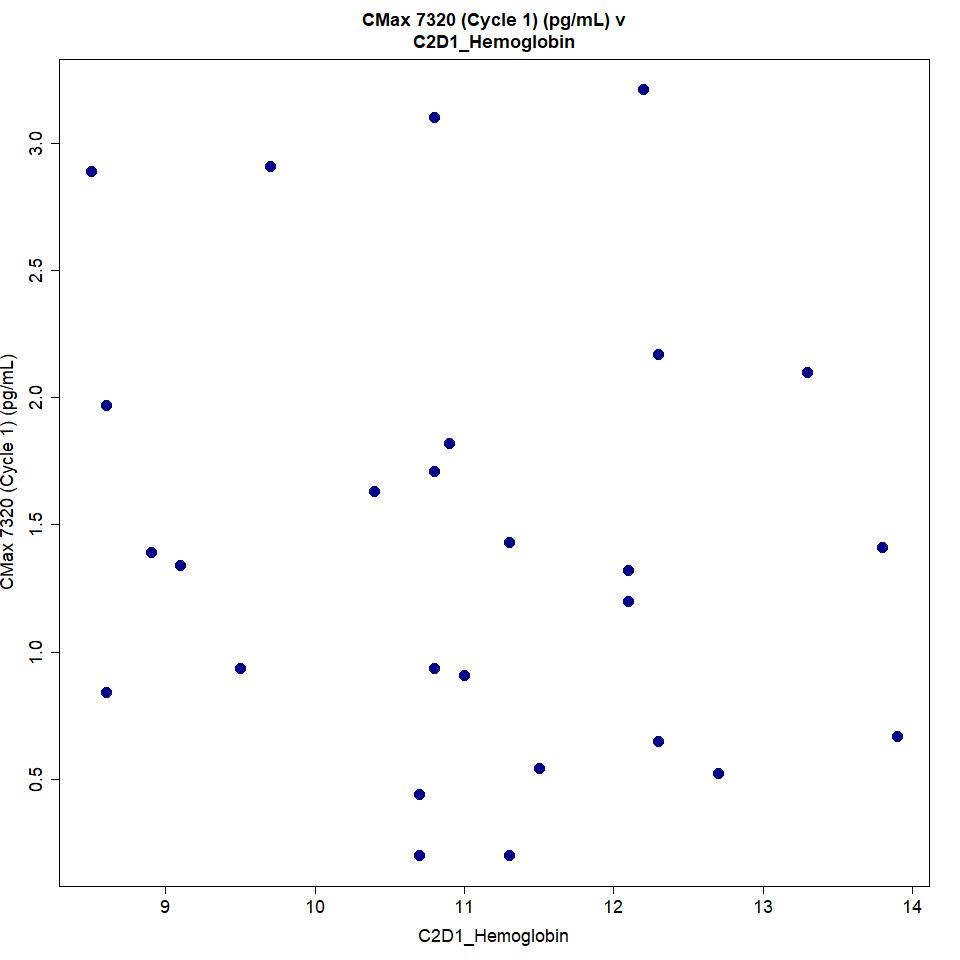 CMax 7320 (Cycle 1) (pg/mL) v
C2D1_Hemoglobin
CMax 7320 (Cycle 1) (pg/mL)
3.0
2.5
2.0
1.5
1.0
0.5
9 10 11 12 13 14
C2D1_Hemoglobin